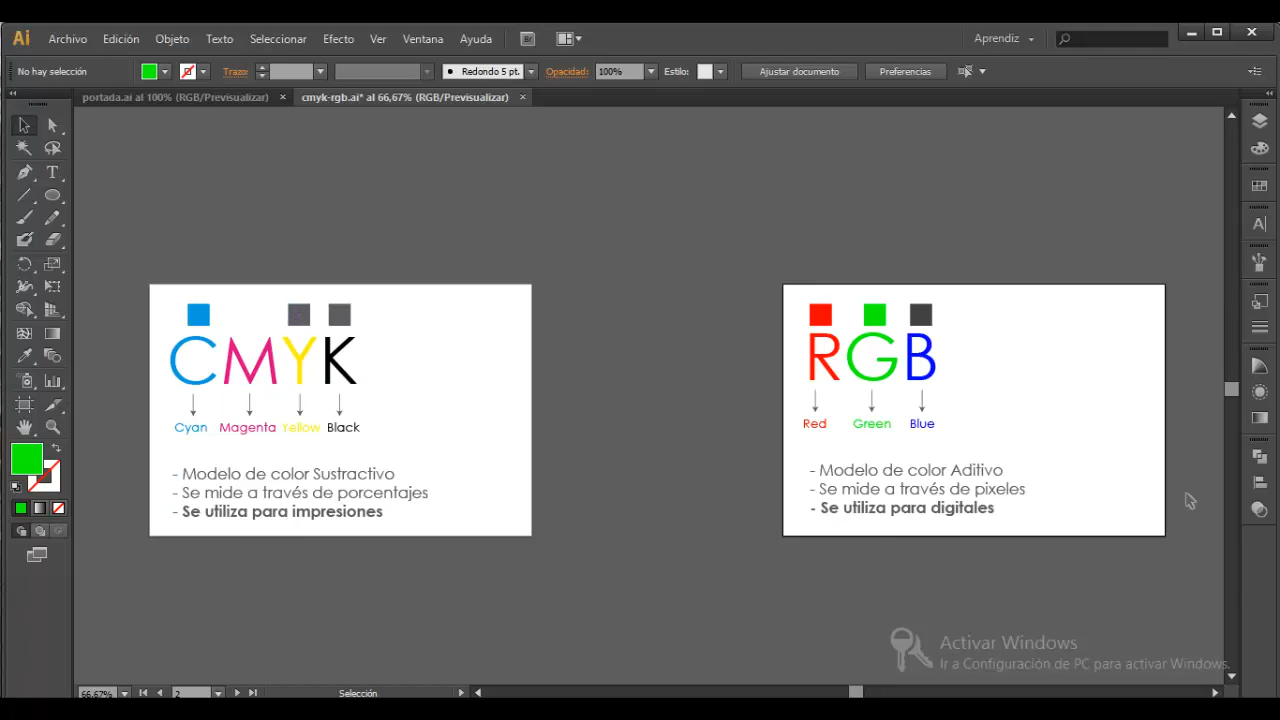 Ai Archivo Edición Objeto Texto Seleccionar Efecto Ver Ventana Ayuda Br Aprendiz
No hay selección Trazo: Redondo 5 pt. Opacidad: 100% Estilo: Ajustar documento Preferencias
portada.ai al 100% (RGB/Previsualizar) × cmyk-rgb.ai* al 66,67% (RGB/Previsualizar) ×
CMYK
Cyan Magenta Yellow Black
- Modelo de color Sustractivo
- Se mide a través de porcentajes
- Se utiliza para impresiones
RGB
Red Green Blue
- Modelo de color Aditivo
- Se mide a través de pixeles
- Se utiliza para digitales
Activar Windows
Ir a Configuración de PC para activar Windows.
66,67% 2 Selección